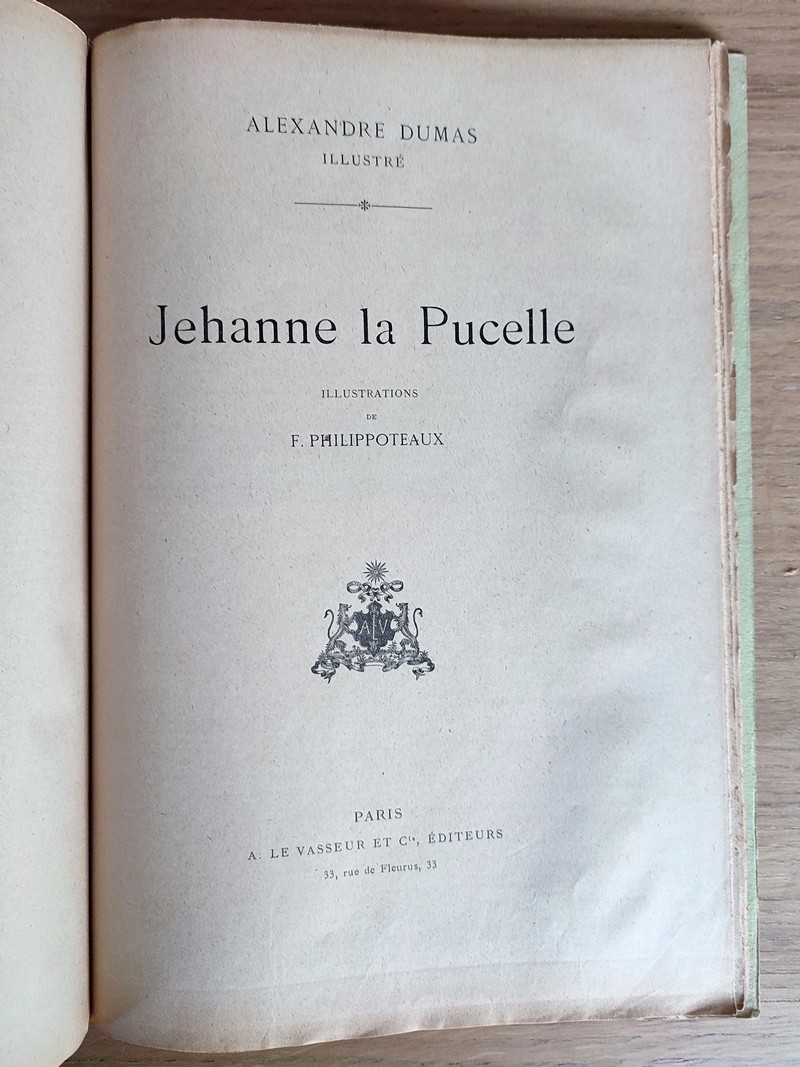 ALEXANDRE DUMAS
ILLUSTRÉ
Jehanne la Pucelle
ILLUSTRATIONS
DE
F. PHILIPPOTEAUX
ALV
PARIS
A. LE VASSEUR ET Cie, ÉDITEURS
33, rue de Fleurus, 33